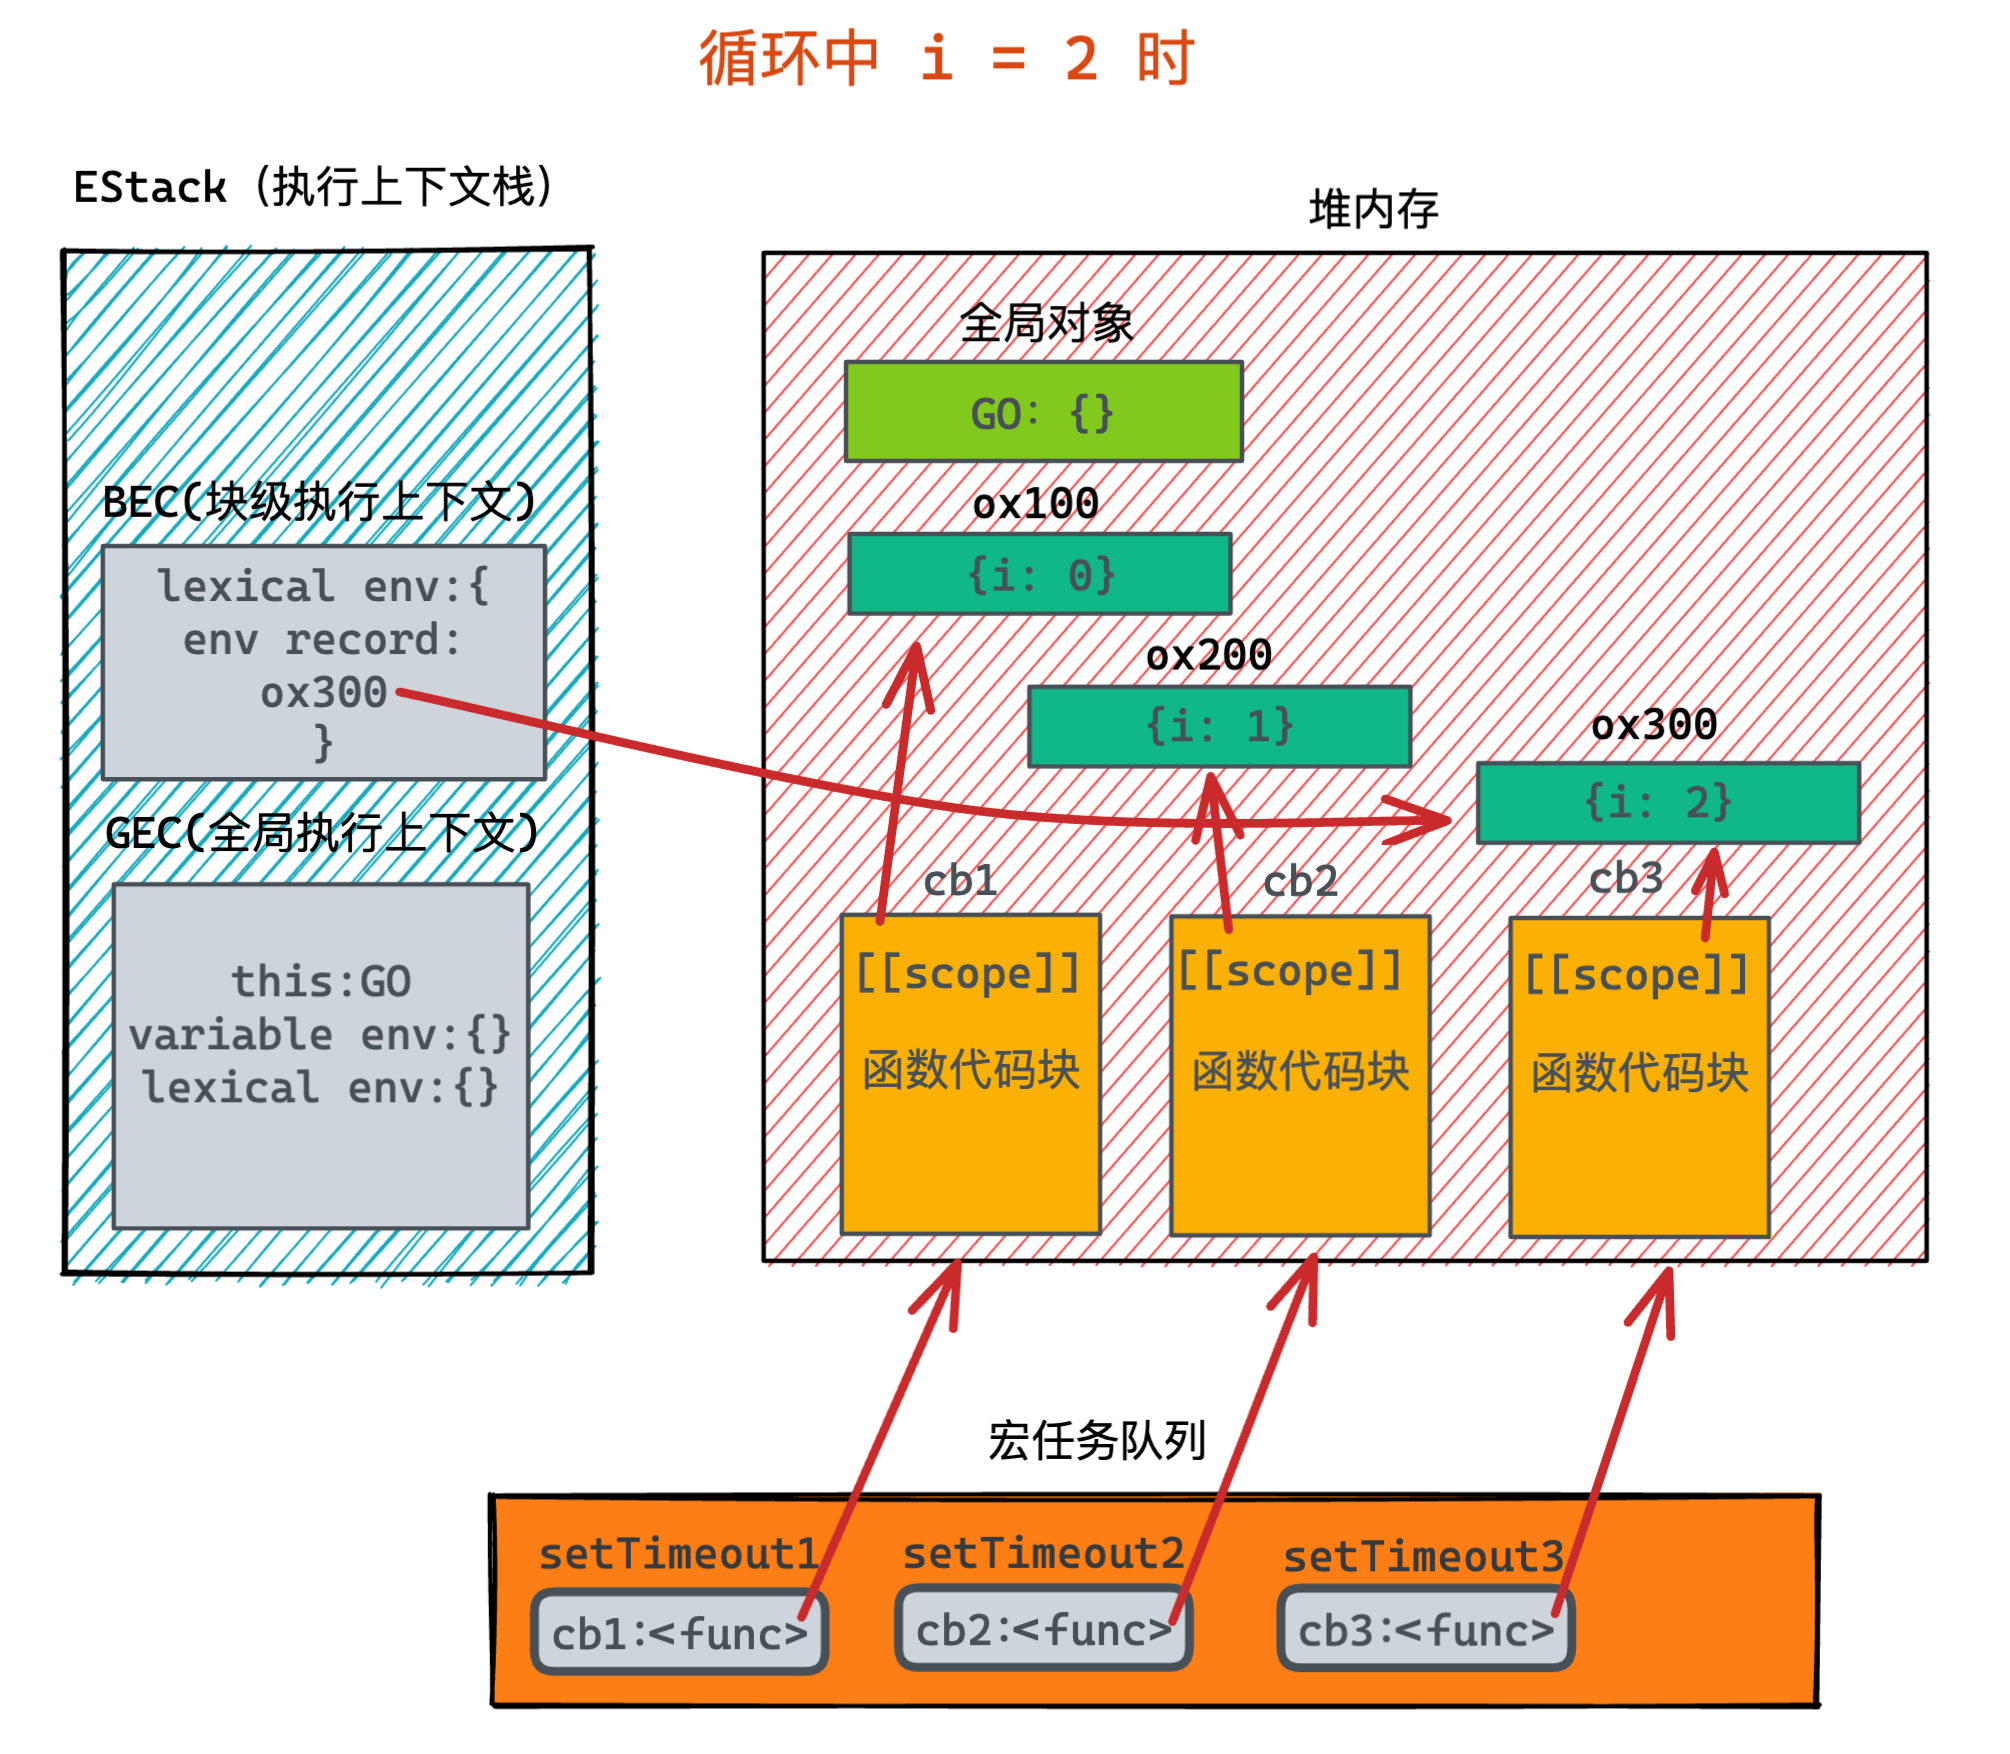 循环中 i = 2 时
EStack (执行上下文栈)
堆内存
全局对象
GO: {}
ox100
{i: 0}
ox200
{i: 1}
ox300
{i: 2}
BEC(块级执行上下文)
lexical env:{
env record:
ox300
}
GEC(全局执行上下文)
this:GO
variable env:{}
lexical env:{}
cb1
[[scope]]
函数代码块
cb2
[[scope]]
函数代码块
cb3
[[scope]]
函数代码块
宏任务队列
setTimeout1
cb1:<func>
setTimeout2
cb2:<func>
setTimeout3
cb3:<func>